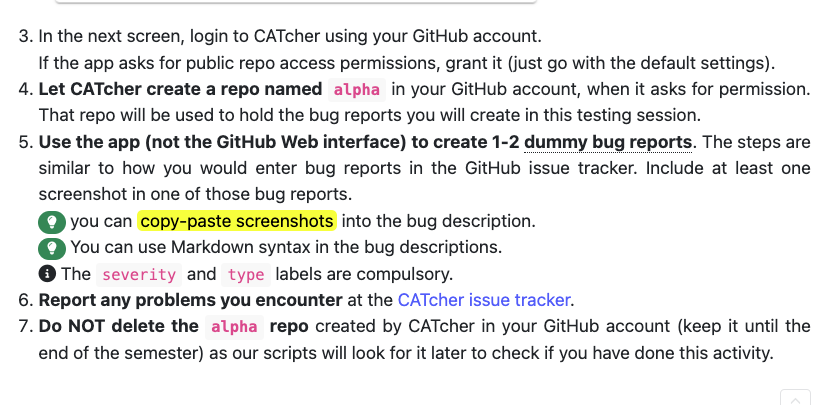 3. In the next screen, login to CATcher using your GitHub account.
If the app asks for public repo access permissions, grant it (just go with the default settings).
4. Let CATcher create a repo named alpha in your GitHub account, when it asks for permission.
That repo will be used to hold the bug reports you will create in this testing session.
5. Use the app (not the GitHub Web interface) to create 1-2 dummy bug reports. The steps are
similar to how you would enter bug reports in the GitHub issue tracker. Include at least one
screenshot in one of those bug reports.
you can copy-paste screenshots into the bug description.
You can use Markdown syntax in the bug descriptions.
The severity and type labels are compulsory.
6. Report any problems you encounter at the CATcher issue tracker.
7. Do NOT delete the alpha repo created by CATcher in your GitHub account (keep it until the
end of the semester) as our scripts will look for it later to check if you have done this activity.